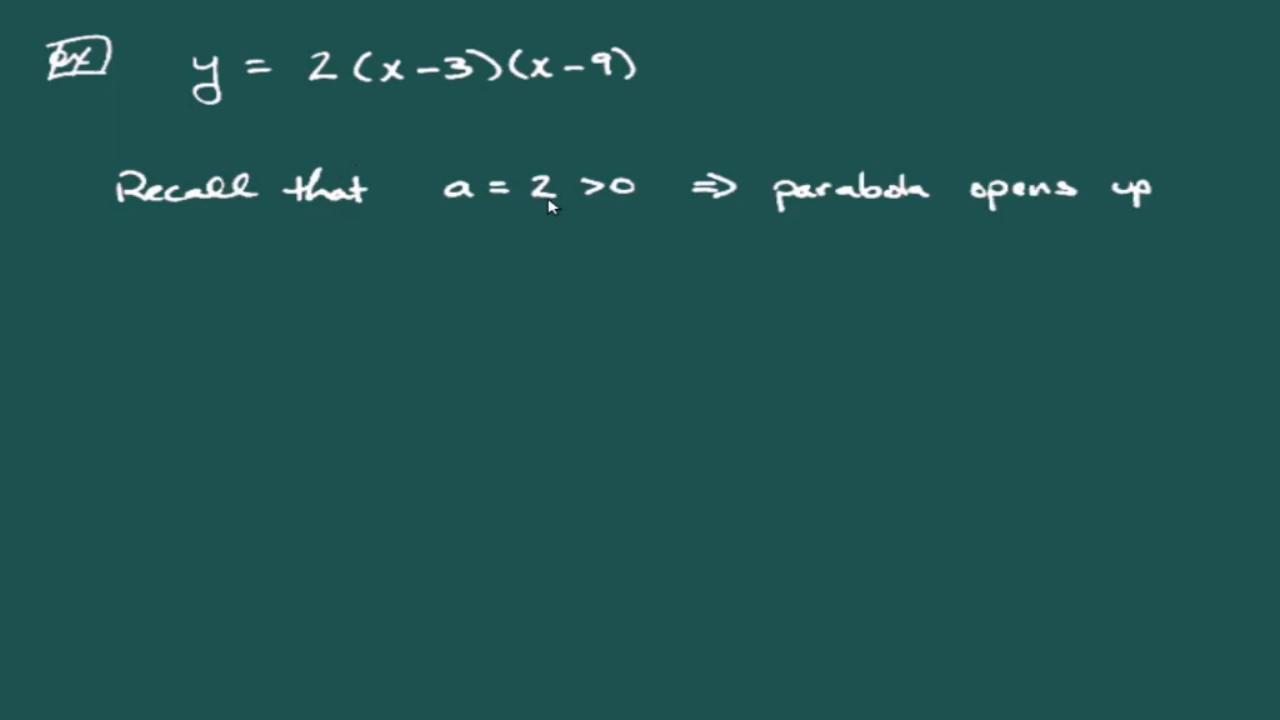 ex y = 2(x-3)(x-9)
Recall that a = 2 >0 ⇒ parabola opens up